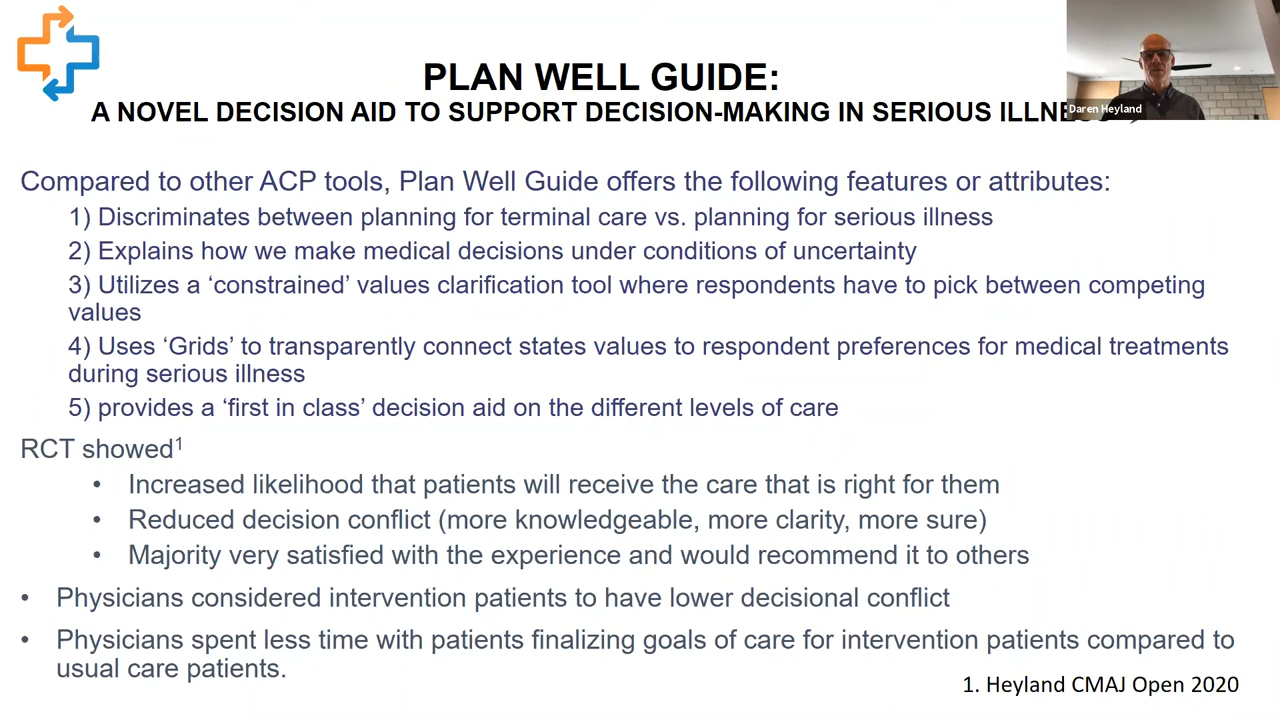 PLAN WELL GUIDE:
A NOVEL DECISION AID TO SUPPORT DECISION-MAKING IN SERIOUS
Daren Heyland
Compared to other ACP tools, Plan Well Guide offers the following features or attributes:
1) Discriminates between planning for terminal care vs. planning for serious illness
2) Explains how we make medical decisions under conditions of uncertainty
3) Utilizes a ‘constrained’ values clarification tool where respondents have to pick between competing
values
4) Uses ‘Grids’ to transparently connect states values to respondent preferences for medical treatments
during serious illness
5) provides a ‘first in class’ decision aid on the different levels of care
RCT showed¹
• Increased likelihood that patients will receive the care that is right for them
• Reduced decision conflict (more knowledgeable, more clarity, more sure)
• Majority very satisfied with the experience and would recommend it to others
• Physicians considered intervention patients to have lower decisional conflict
• Physicians spent less time with patients finalizing goals of care for intervention patients compared to
usual care patients.
1. Heyland CMAJ Open 2020